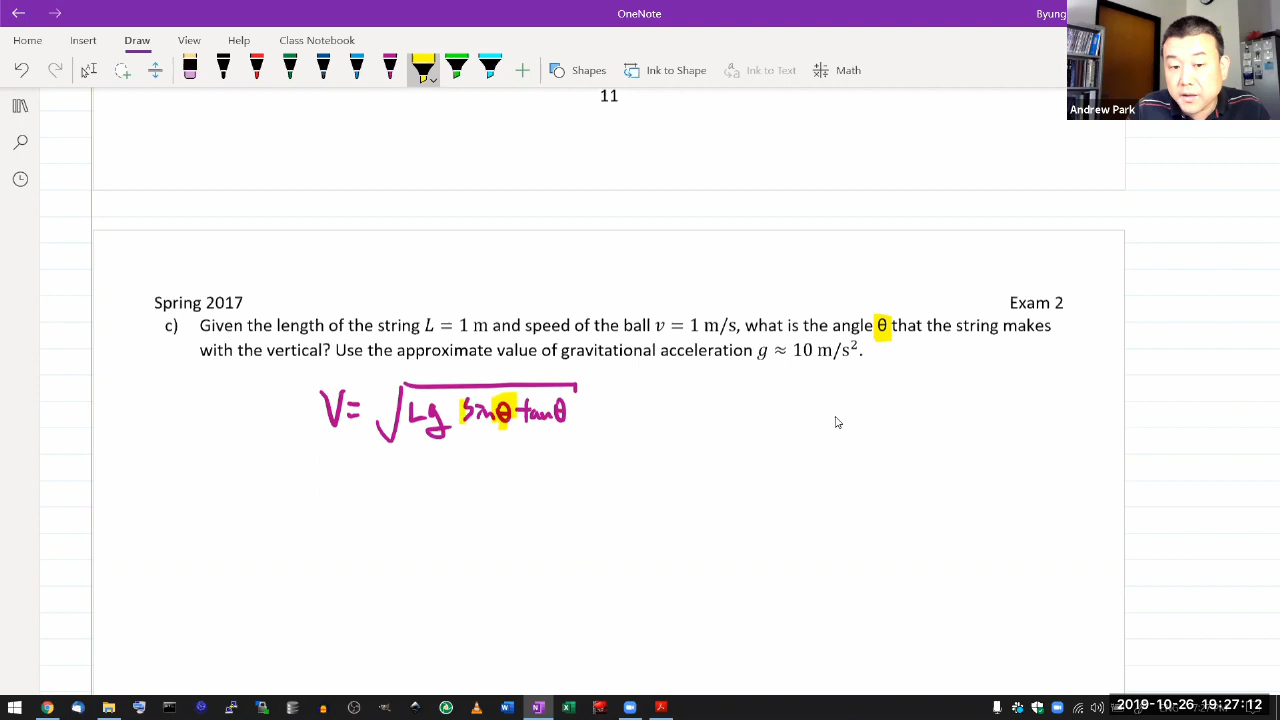 OneNote
Byung
Home Insert Draw View Help Class Notebook
Shapes Ink to Shape Ink to Text Math
Andrew Park
11
Spring 2017 Exam 2
c) Given the length of the string L = 1 m and speed of the ball v = 1 m/s, what is the angle θ that the string makes
with the vertical? Use the approximate value of gravitational acceleration g ≈ 10 m/s².
V = √Lg sinθ tanθ
2019-10-26 19:27:12